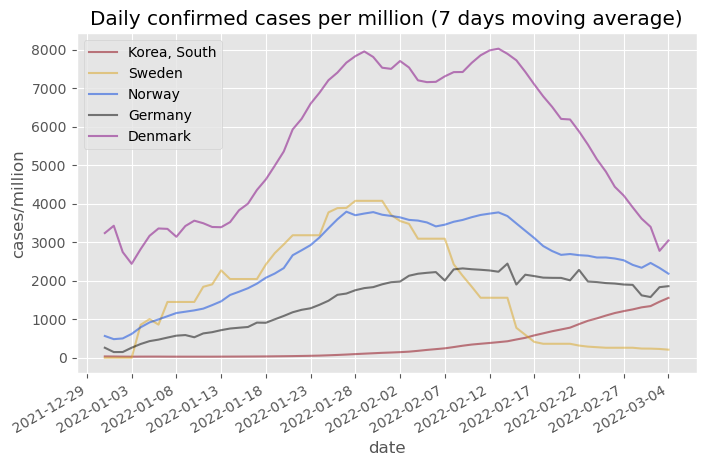 Daily confirmed cases per million (7 days moving average)
Korea, South
Sweden
Norway
Germany
Denmark
8000
7000
6000
5000
4000
3000
2000
1000
0
cases/million
2021-12-29
2022-01-03
2022-01-08
2022-01-13
2022-01-18
2022-01-23
2022-01-28
2022-02-02
2022-02-07
2022-02-12
2022-02-17
2022-02-22
2022-02-27
2022-03-04
date